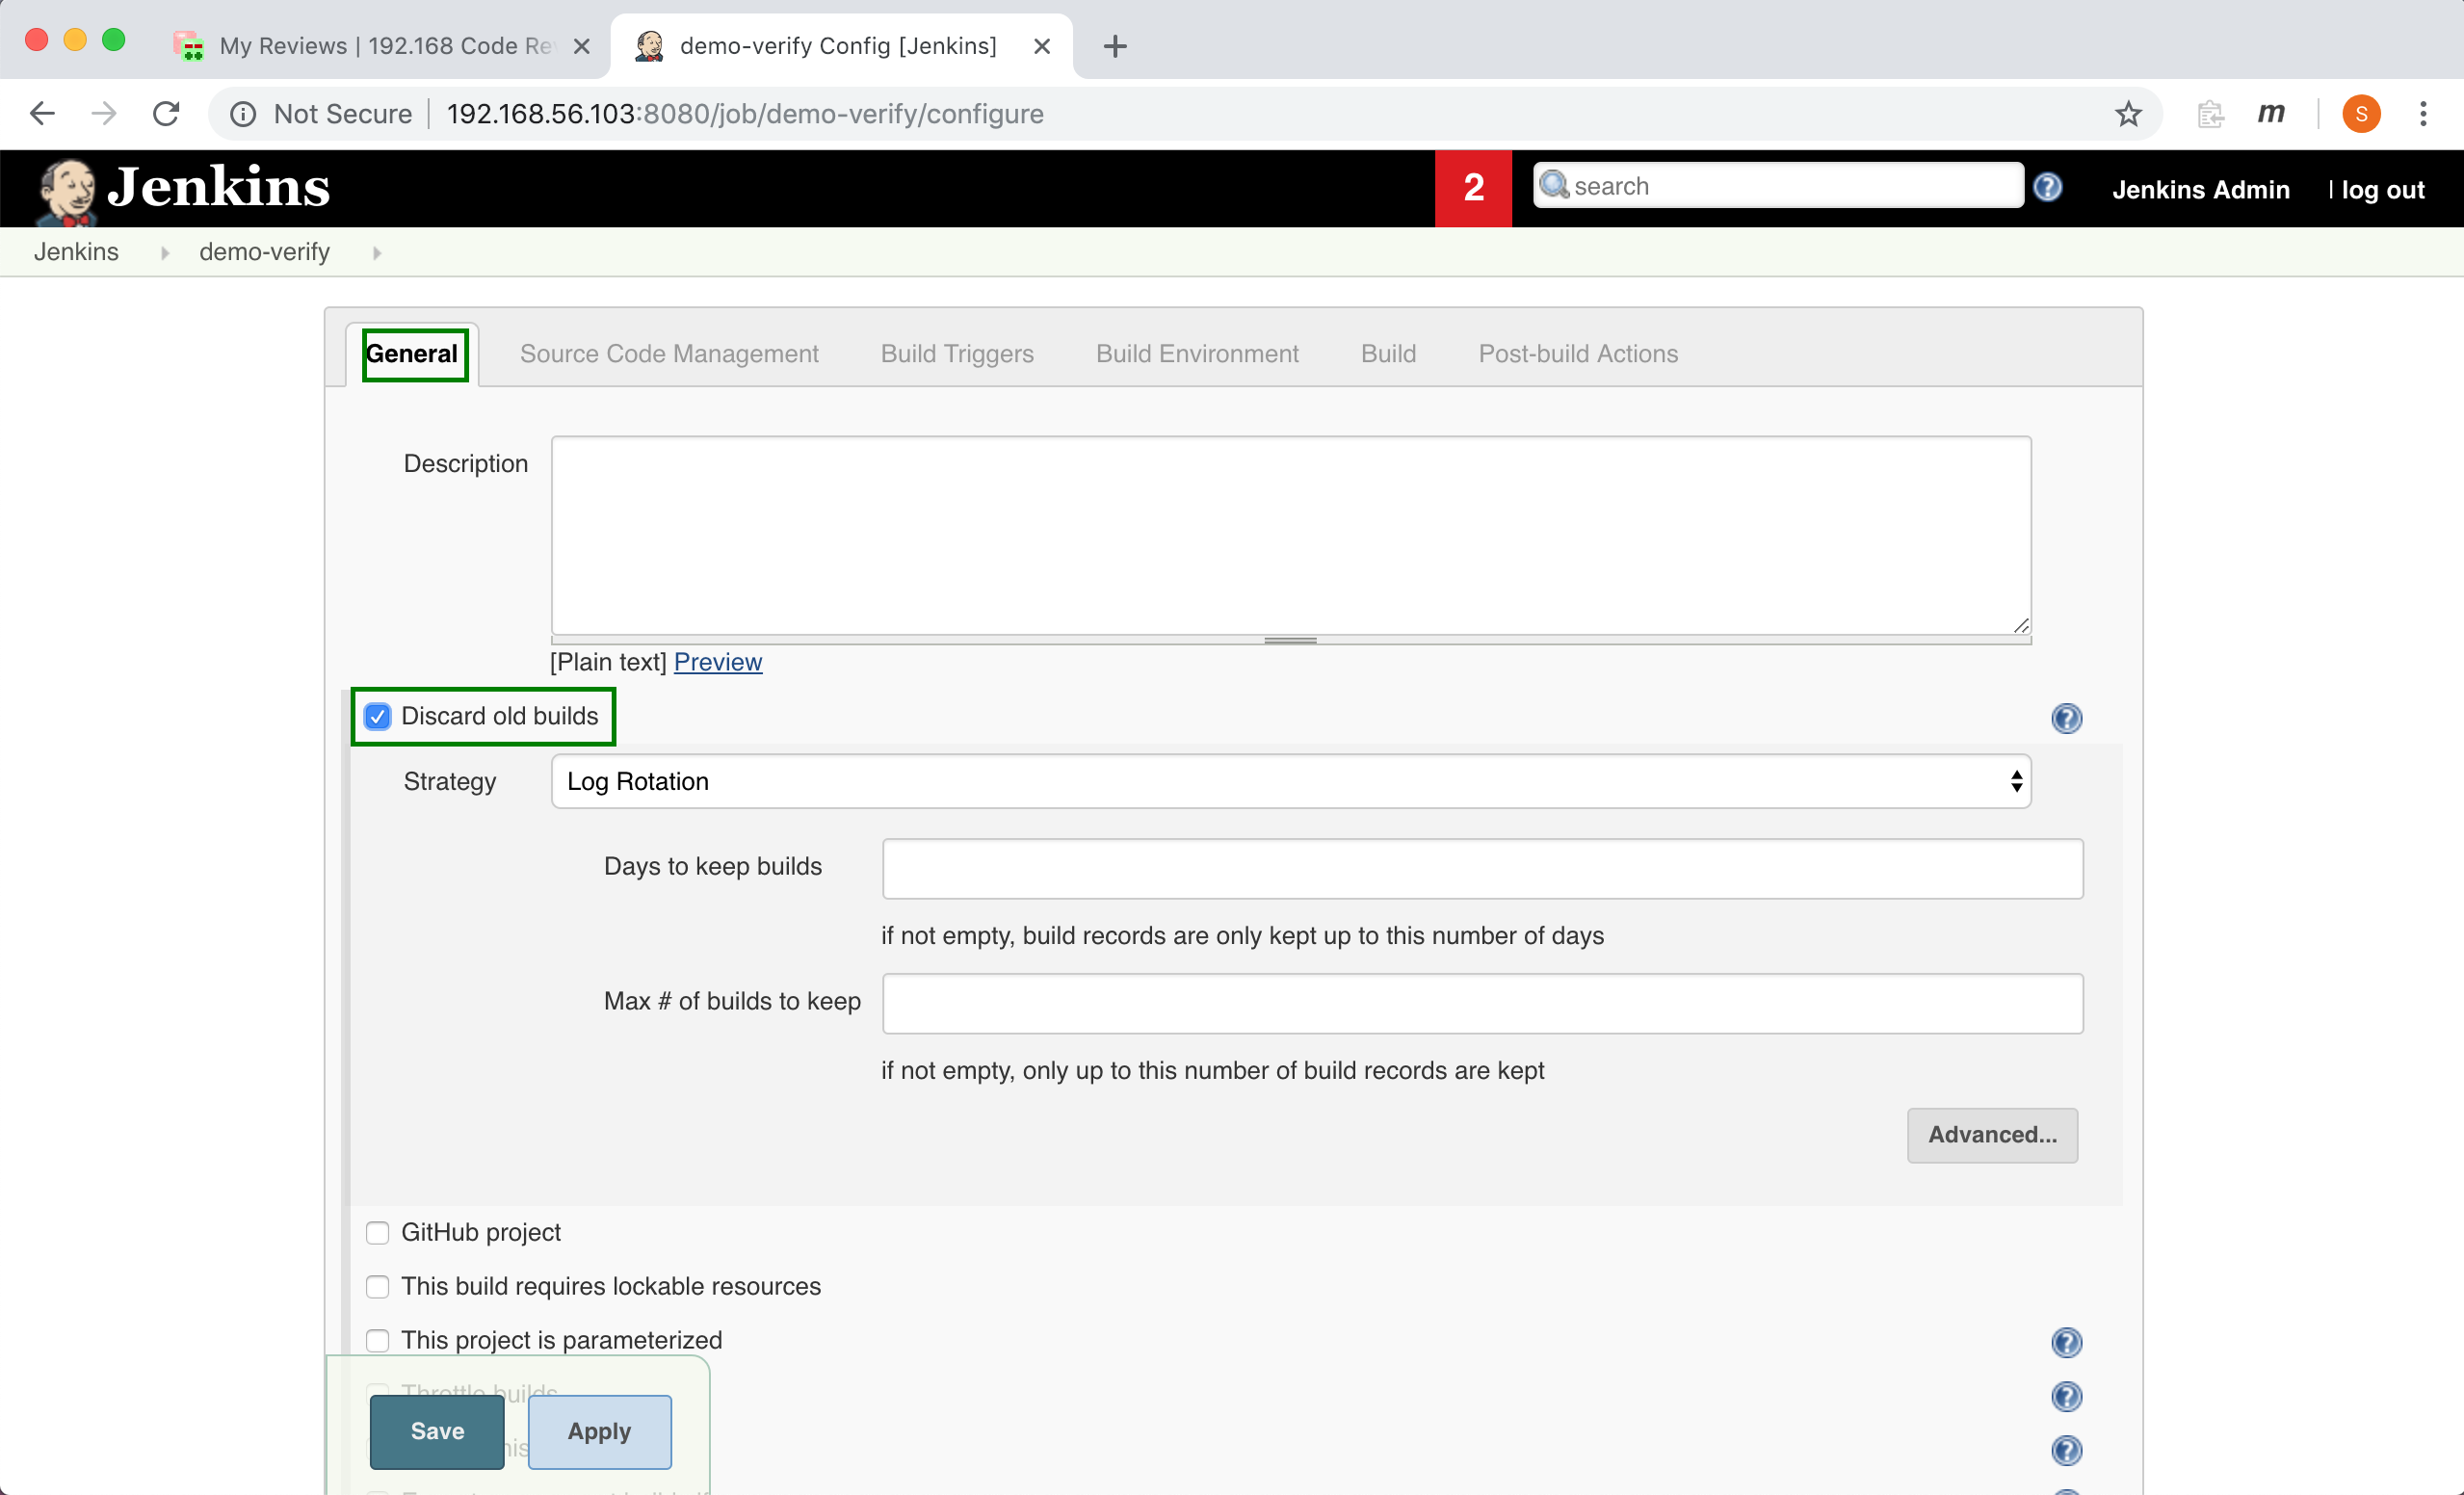 My Reviews | 192.168 Code Re
demo-verify Config [Jenkins]
Not Secure | 192.168.56.103:8080/job/demo-verify/configure
m
S
Jenkins
2
search
Jenkins Admin
| log out
Jenkins
demo-verify
General
Source Code Management
Build Triggers
Build Environment
Build
Post-build Actions
Description
[Plain text] Preview
Discard old builds
Strategy
Log Rotation
Days to keep builds
if not empty, build records are only kept up to this number of days
Max # of builds to keep
if not empty, only up to this number of build records are kept
Advanced...
GitHub project
This build requires lockable resources
This project is parameterized
Throttle builds
Save
Apply